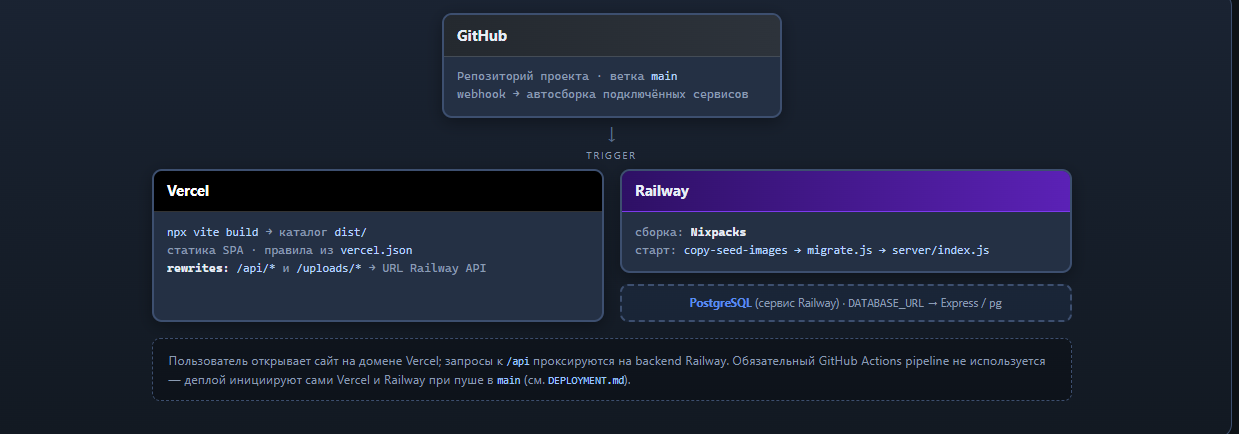 GitHub
Репозиторий проекта · ветка main
webhook → автосборка подключённых сервисов
↓
TRIGGER
Vercel
npx vite build → каталог dist/
статика SPA · правила из vercel.json
rewrites: /api/* и /uploads/* → URL Railway API
Railway
сборка: Nixpacks
старт: copy-seed-images → migrate.js → server/index.js
PostgreSQL (сервис Railway) · DATABASE_URL → Express / pg
Пользователь открывает сайт на домене Vercel; запросы к /api проксируются на backend Railway. Обязательный GitHub Actions pipeline не используется
— деплой инициируют сами Vercel и Railway при пуше в main (см. DEPLOYMENT.md).